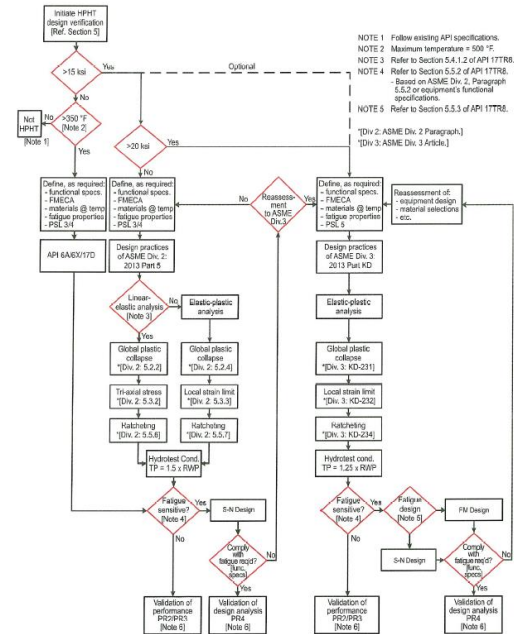 Initiate HPHT
design verification
[Ref. Section 5]
>15 ksi
Yes
Optional
No
>350 °F
[Note 2]
No
Not
HPHT
[Note 1]
Yes
>20 ksi
Yes
No
NOTE 1 Follow existing API specifications.
NOTE 2 Maximum temperature = 500 °F.
NOTE 3 Refer to Section 5.4.1.2 of API 17TR8.
NOTE 4 Refer to Section 5.5.2 of API 17TR8.
- Based on ASME Div. 2, Paragraph
5.5.2 or equipment's functional
specifications.
NOTE 5 Refer to Section 5.5.3 of API 17TR8.
*[Div 2: ASME Div. 2 Paragraph.]
*[Div 3: ASME Div, 3 Article.]
Define, as required:
- functional specs.
- FMECA
- materials @ temp
- fatigue properties
- PSL 3/4
Define, as required:
- functional specs.
- FMECA
- materials @ temp
- fatigue properties
- PSL 3/4
No
Reassess-
ment
to ASME
Div.3
Yes
Define, as required:
- functional specs.
- FMECA
- materials @ temp
- fatigue properties
- PSL 5
Reassessment of:
- equipment design
- material selections
- etc.
API 6A/6X/17D
Design practices
of ASME Div. 2:
2013 Part 5
Design practices
of ASME Div. 3:
2013 Part KD
Linear-
elastic analysis
[Note 3]
No
Yes
Elastic-plastic
analysis
Elastic-plastic
analysis
Global plastic
collapse
*[Div. 2: 5.2.2]
Global plastic
collapse
*[Div. 2: 5.2.4]
Global plastic
collapse
*[Div. 3: KD-231]
Tri-axial stress
*[Div. 2: 5.3.2]
Local strain limit
*[Div. 2: 5.3.3]
Local strain limit
*[Div. 3: KD-232]
Ratcheting
*[Div. 2: 5.5.6]
Ratcheting
*[Div. 2: 5.5.7]
Ratcheting
*[Div. 3: KD-234]
Hydrotest Cond.
TP = 1.5 x RWP
Hydrotest cond.
TP = 1.25 x RWP
Fatigue
sensitive?
[Note 4]
Yes
No
S-N Design
Comply
with
fatigue req'd?
[func.
specs]
No
Yes
Fatigue
sensitive?
[Note 4]
Yes
No
Fatigue
design
[Note 5]
FM Design
S-N Design
Comply
with
fatigue req'd?
[func.
specs]
No
Yes
Validation of
performance
PR2/PR3
[Note 6]
Validation of
design analysis
PR4
[Note 6]
Validation of
performance
PR2/PR3
[Note 6]
Validation of
design analysis
PR4
[Note 6]